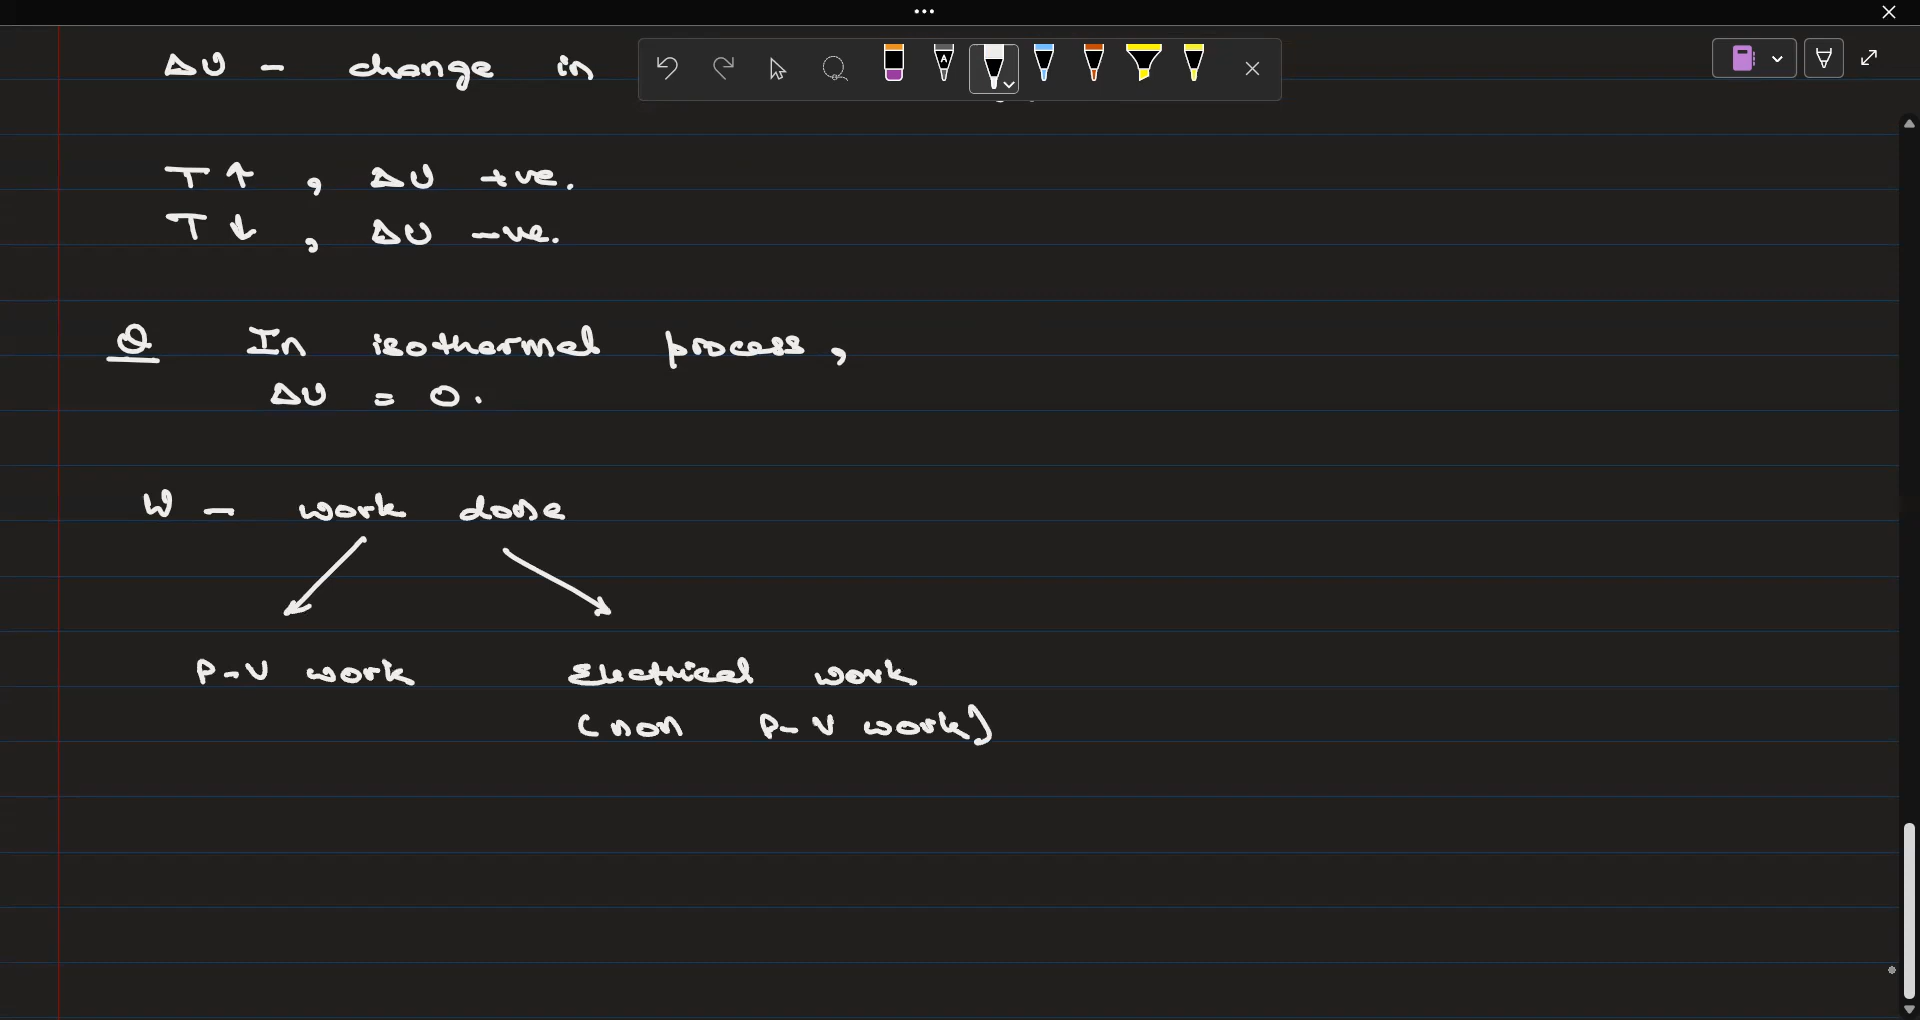 ΔU - change in
T↑ , ΔU +ve.
T↓ , ΔU -ve.
Q In isothermal process,
ΔU = 0.
W - work done
P-V work Electrical work
(non P-V work)